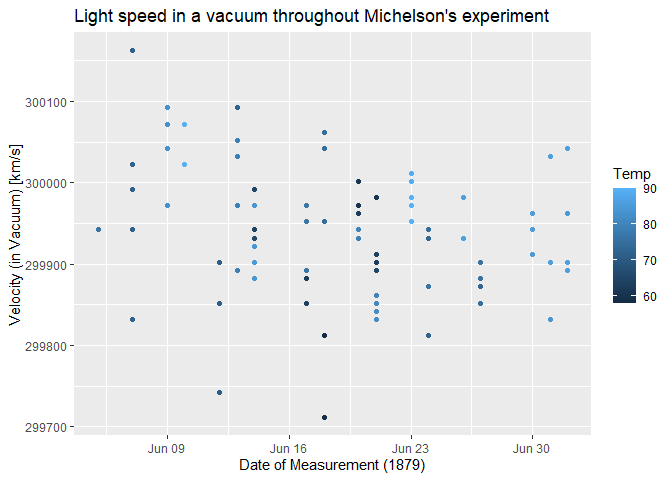 Light speed in a vacuum throughout Michelson's experiment
Velocity (in Vacuum) [km/s]
300100
300000
299900
299800
299700
Jun 09
Jun 16
Jun 23
Jun 30
Date of Measurement (1879)
Temp
90
80
70
60